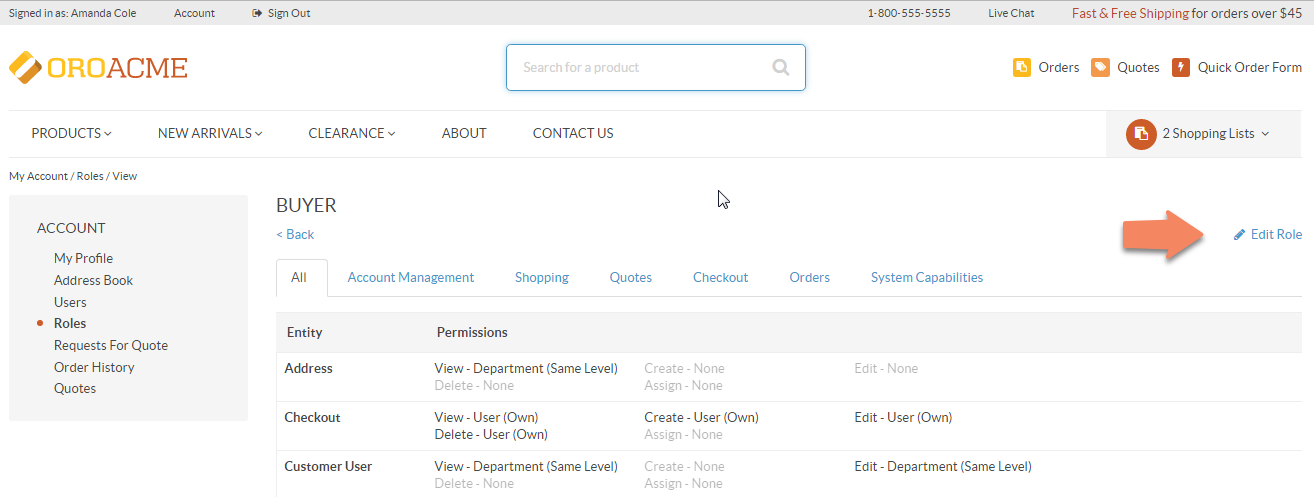 Signed in as: Amanda Cole Account Sign Out 1-800-555-5555 Live Chat Fast & Free Shipping for orders over $45
OROACME Search for a product Orders Quotes Quick Order Form
PRODUCTS NEW ARRIVALS CLEARANCE ABOUT CONTACT US 2 Shopping Lists
My Account / Roles / View
ACCOUNT
My Profile
Address Book
Users
Roles
Requests For Quote
Order History
Quotes
BUYER
< Back Edit Role
All Account Management Shopping Quotes Checkout Orders System Capabilities
Entity Permissions
Address View - Department (Same Level) Create - None Edit - None
Delete - None Assign - None
Checkout View - User (Own) Create - User (Own) Edit - User (Own)
Delete - User (Own) Assign - None
Customer User View - Department (Same Level) Create - None Edit - Department (Same Level)
Delete - None Assign - None